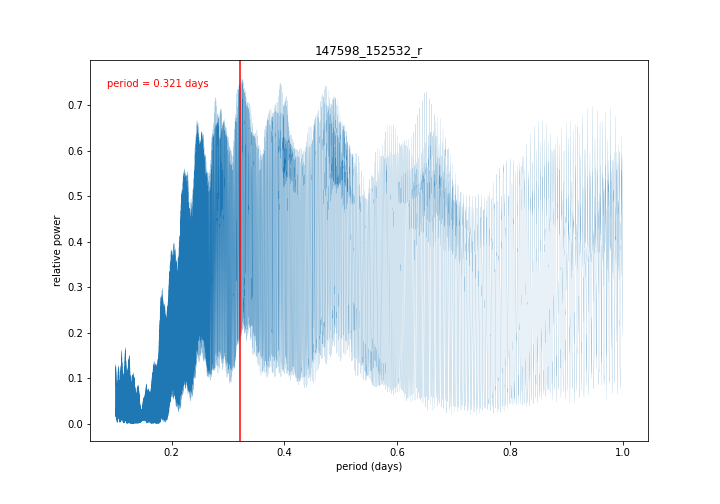 147598_152532_r
period = 0.321 days
relative power
0.7
0.6
0.5
0.4
0.3
0.2
0.1
0.0
0.2 0.4 0.6 0.8 1.0
period (days)